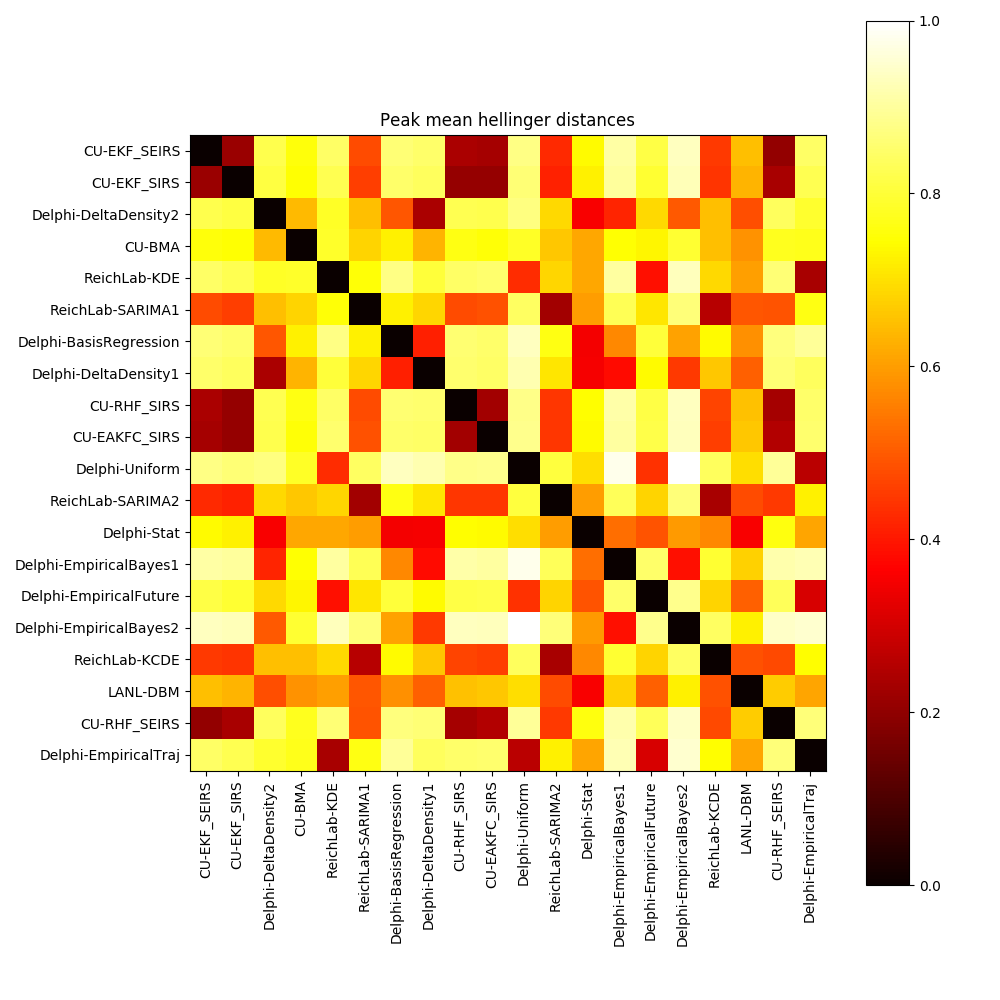 Peak mean hellinger distances
CU-EKF_SEIRS
CU-EKF_SIRS
Delphi-DeltaDensity2
CU-BMA
ReichLab-KDE
ReichLab-SARIMA1
Delphi-BasisRegression
Delphi-DeltaDensity1
CU-RHF_SIRS
CU-EAKFC_SIRS
Delphi-Uniform
ReichLab-SARIMA2
Delphi-Stat
Delphi-EmpiricalBayes1
Delphi-EmpiricalFuture
Delphi-EmpiricalBayes2
ReichLab-KCDE
LANL-DBM
CU-RHF_SEIRS
Delphi-EmpiricalTraj
CU-EKF_SEIRS
CU-EKF_SIRS
Delphi-DeltaDensity2
CU-BMA
ReichLab-KDE
ReichLab-SARIMA1
Delphi-BasisRegression
Delphi-DeltaDensity1
CU-RHF_SIRS
CU-EAKFC_SIRS
Delphi-Uniform
ReichLab-SARIMA2
Delphi-Stat
Delphi-EmpiricalBayes1
Delphi-EmpiricalFuture
Delphi-EmpiricalBayes2
ReichLab-KCDE
LANL-DBM
CU-RHF_SEIRS
Delphi-EmpiricalTraj
1.0
0.8
0.6
0.4
0.2
0.0